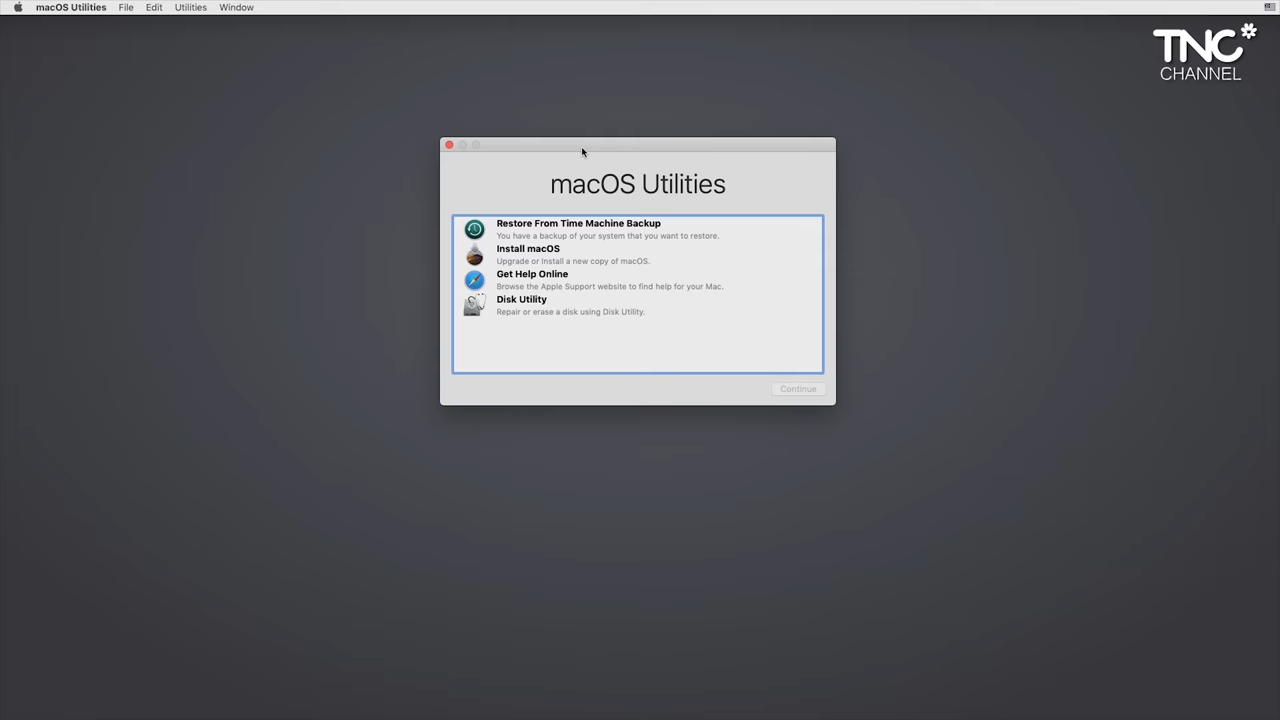 macOS Utilities File Edit Utilities Window
TNC
CHANNEL
macOS Utilities
Restore From Time Machine Backup
You have a backup of your system that you want to restore.
Install macOS
Upgrade or Install a new copy of macOS.
Get Help Online
Browse the Apple Support website to find help for your Mac.
Disk Utility
Repair or erase a disk using Disk Utility.
Continue